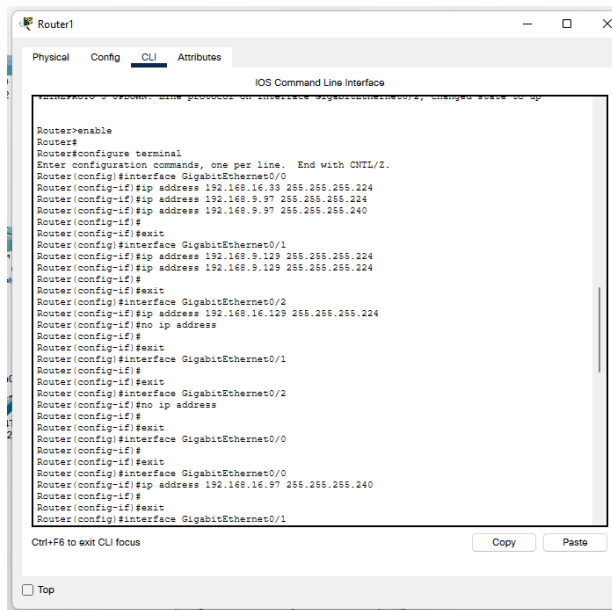 Router1
Physical Config CLI Attributes
IOS Command Line Interface
Router>enable
Router#
Router#configure terminal
Enter configuration commands, one per line. End with CNTL/Z.
Router(config)#interface GigabitEthernet0/0
Router(config-if)#ip address 192.168.16.33 255.255.255.224
Router(config-if)#ip address 192.168.9.97 255.255.255.224
Router(config-if)#ip address 192.168.9.97 255.255.255.240
Router(config-if)#
Router(config-if)#exit
Router(config)#interface GigabitEthernet0/1
Router(config-if)#ip address 192.168.9.129 255.255.255.224
Router(config-if)#ip address 192.168.9.129 255.255.255.224
Router(config-if)#
Router(config-if)#exit
Router(config)#interface GigabitEthernet0/2
Router(config-if)#ip address 192.168.16.129 255.255.255.224
Router(config-if)#no ip address
Router(config-if)#
Router(config-if)#exit
Router(config)#interface GigabitEthernet0/1
Router(config-if)#
Router(config-if)#exit
Router(config)#interface GigabitEthernet0/2
Router(config-if)#no ip address
Router(config-if)#
Router(config-if)#exit
Router(config)#interface GigabitEthernet0/0
Router(config-if)#
Router(config-if)#exit
Router(config)#interface GigabitEthernet0/0
Router(config-if)#ip address 192.168.16.97 255.255.255.240
Router(config-if)#
Router(config-if)#exit
Router(config)#interface GigabitEthernet0/1
Ctrl+F6 to exit CLI focus
Copy Paste
Top